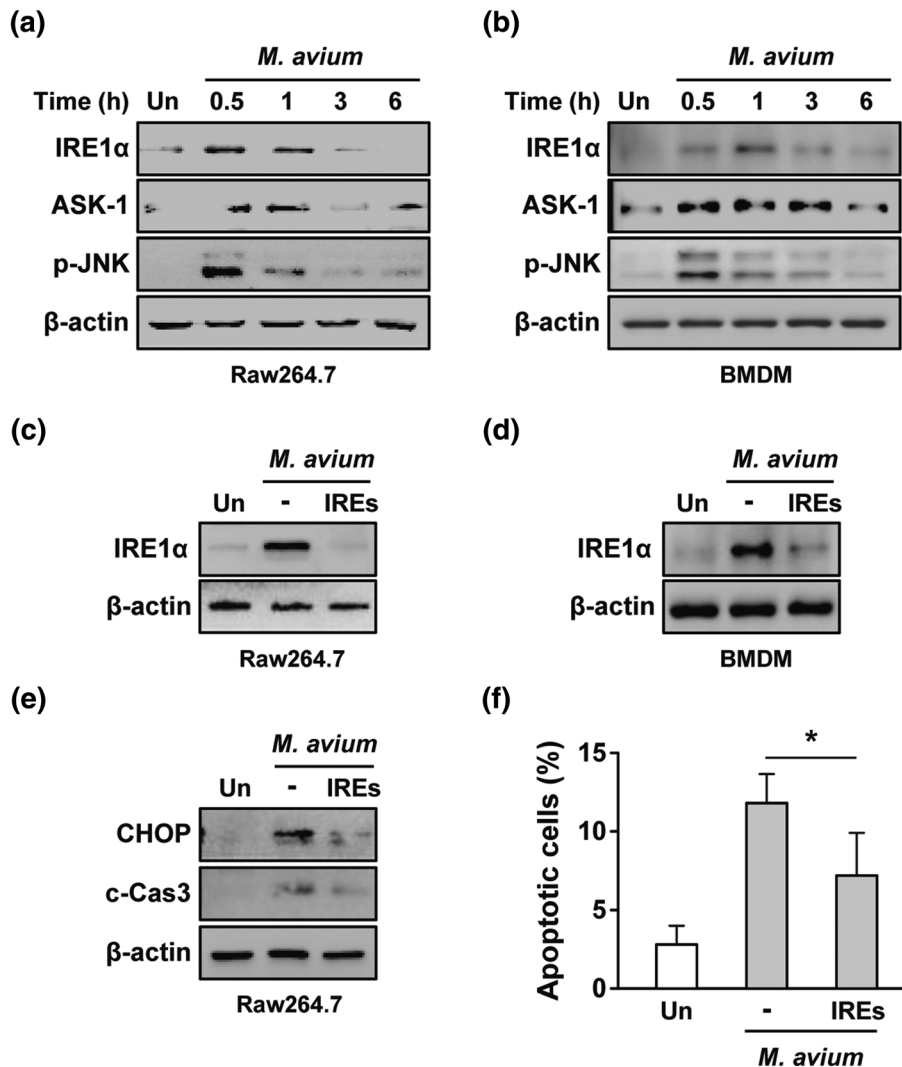 (a)
M. avium
Time (h) Un 0.5 1 3 6
IRE1α
ASK-1
p-JNK
β-actin
Raw264.7
(b)
M. avium
Time (h) Un 0.5 1 3 6
IRE1α
ASK-1
p-JNK
β-actin
BMDM
(c)
M. avium
Un - IREs
IRE1α
β-actin
Raw264.7
(d)
M. avium
Un - IREs
IRE1α
β-actin
BMDM
(e)
M. avium
Un - IREs
CHOP
c-Cas3
β-actin
Raw264.7
(f)
Apoptotic cells (%)
15
10
5
0
*
Un - IREs
M. avium